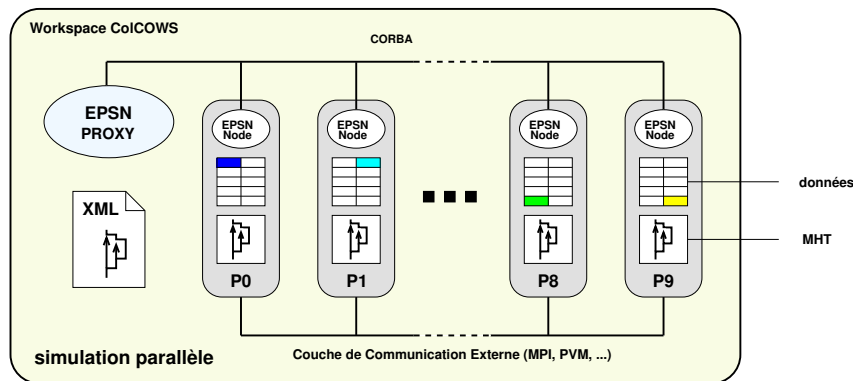 Workspace ColCOWS
CORBA
EPSN
PROXY
EPSN
Node
EPSN
Node
EPSN
Node
EPSN
Node
XML
données
MHT
P0
P1
P8
P9
simulation parallèle
Couche de Communication Externe (MPI, PVM, ...)